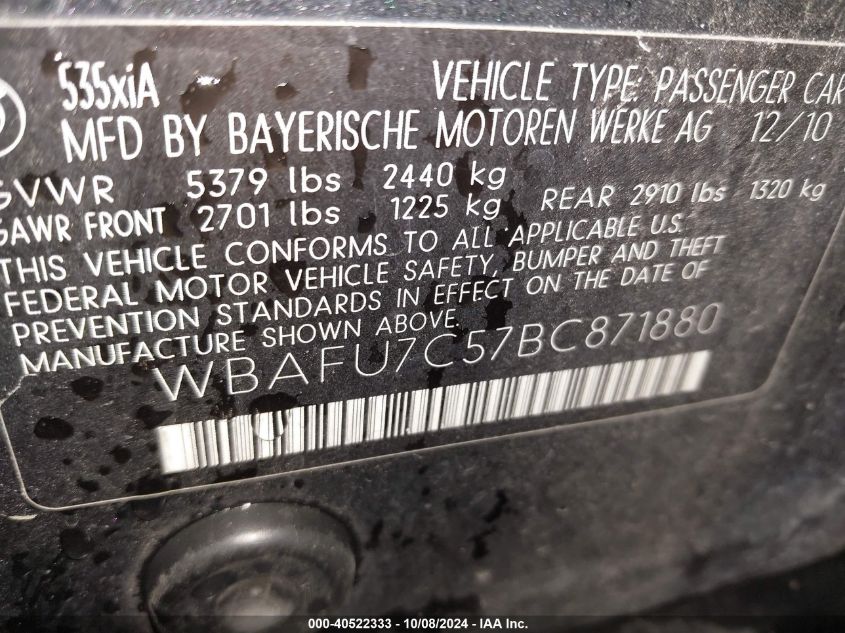 535xiA VEHICLE TYPE: PASSENGER CAR
MFD BY BAYERISCHE MOTOREN WERKE AG 12/10
GVWR 5379 lbs 2440 kg
GAWR FRONT 2701 lbs 1225 kg REAR 2910 lbs 1320 kg
THIS VEHICLE CONFORMS TO ALL APPLICABLE U.S.
FEDERAL MOTOR VEHICLE SAFETY, BUMPER AND THEFT
PREVENTION STANDARDS IN EFFECT ON THE DATE OF
MANUFACTURE SHOWN ABOVE.
WBAFU7C57BC871880
000-40522333 - 10/08/2024 - IAA Inc.